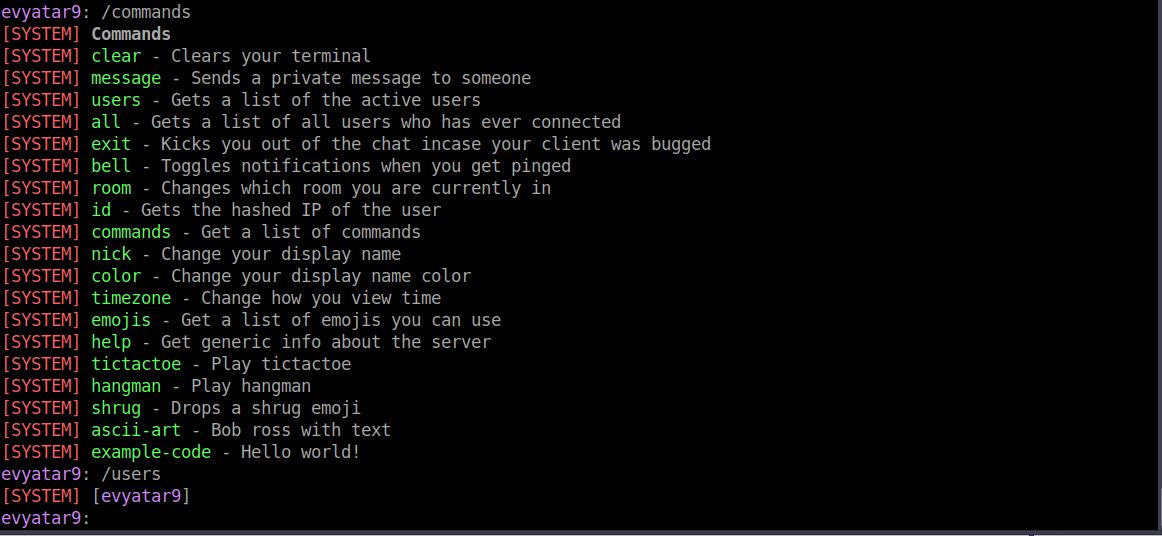 evyatar9: /commands
[SYSTEM] Commands
[SYSTEM] clear - Clears your terminal
[SYSTEM] message - Sends a private message to someone
[SYSTEM] users - Gets a list of the active users
[SYSTEM] all - Gets a list of all users who has ever connected
[SYSTEM] exit - Kicks you out of the chat incase your client was bugged
[SYSTEM] bell - Toggles notifications when you get pinged
[SYSTEM] room - Changes which room you are currently in
[SYSTEM] id - Gets the hashed IP of the user
[SYSTEM] commands - Get a list of commands
[SYSTEM] nick - Change your display name
[SYSTEM] color - Change your display name color
[SYSTEM] timezone - Change how you view time
[SYSTEM] emojis - Get a list of emojis you can use
[SYSTEM] help - Get generic info about the server
[SYSTEM] tictactoe - Play tictactoe
[SYSTEM] hangman - Play hangman
[SYSTEM] shrug - Drops a shrug emoji
[SYSTEM] ascii-art - Bob ross with text
[SYSTEM] example-code - Hello world!
evyatar9: /users
[SYSTEM] [evyatar9]
evyatar9: